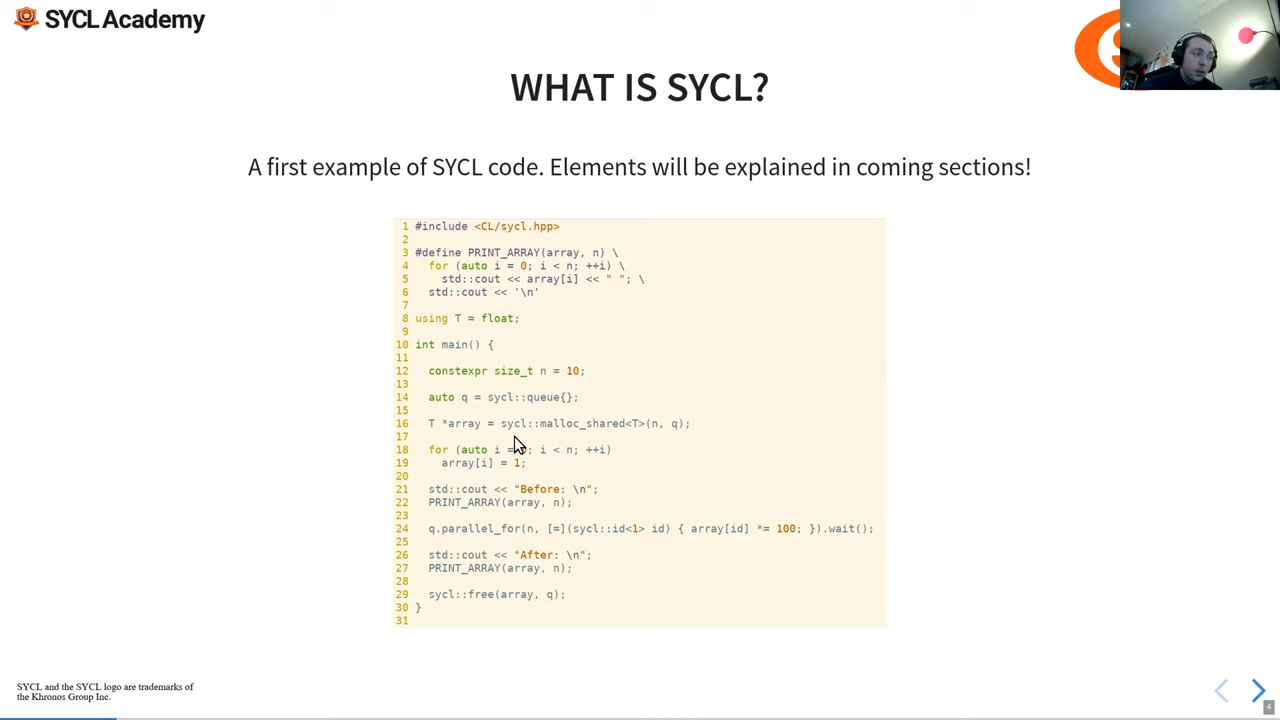 SYCL Academy
WHAT IS SYCL?
A first example of SYCL code. Elements will be explained in coming sections!
1 #include <CL/sycl.hpp>
2
3 #define PRINT_ARRAY(array, n) \
4 for (auto i = 0; i < n; ++i) \
5 std::cout << array[i] << " "; \
6 std::cout << '\n'
7
8 using T = float;
9
10 int main() {
11
12 constexpr size_t n = 10;
13
14 auto q = sycl::queue{};
15
16 T *array = sycl::malloc_shared<T>(n, q);
17
18 for (auto i = 0; i < n; ++i)
19 array[i] = 1;
20
21 std::cout << "Before: \n";
22 PRINT_ARRAY(array, n);
23
24 q.parallel_for(n, [=](sycl::id<1> id) { array[id] *= 100; }).wait();
25
26 std::cout << "After: \n";
27 PRINT_ARRAY(array, n);
28
29 sycl::free(array, q);
30 }
31
SYCL and the SYCL logo are trademarks of
the Khronos Group Inc.
4